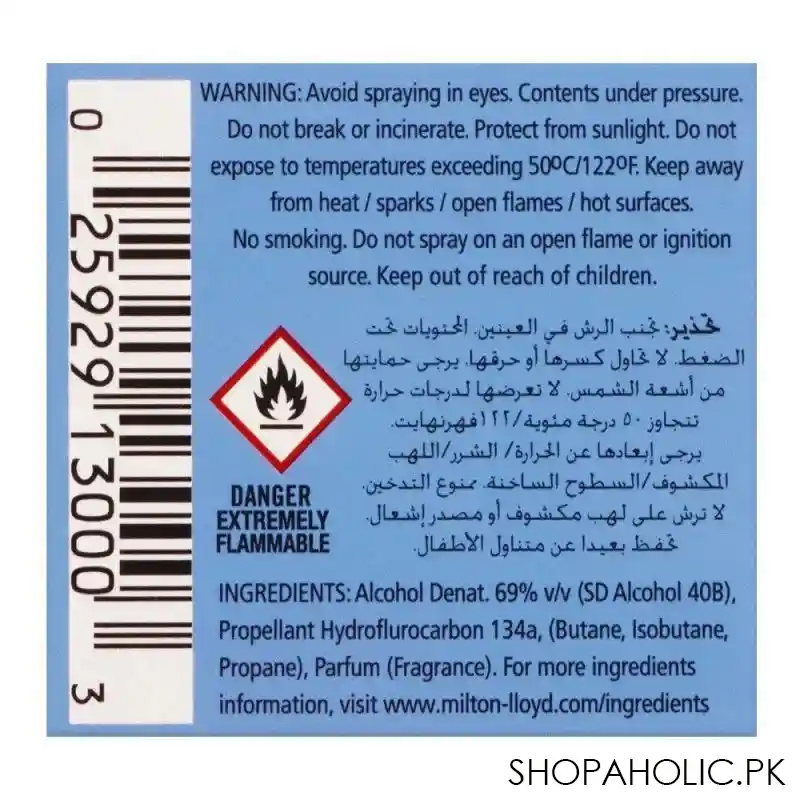 WARNING: Avoid spraying in eyes. Contents under pressure.
Do not break or incinerate. Protect from sunlight. Do not
expose to temperatures exceeding 50ºC/122ºF. Keep away
from heat / sparks / open flames / hot surfaces.
No smoking. Do not spray on an open flame or ignition
source. Keep out of reach of children.
تحذير: تجنب الرش في العينين. المحتويات تحت
الضغط. لا تحاول كسرها أو حرقها. يرجى حمايتها
من أشعة الشمس. لا تعرضها لدرجات حرارة
تتجاوز ٥٠ درجة مئوية/١٢٢فهرنهايت.
يرجى إبعادها عن الحرارة/ الشرر/اللهب
المكشوف/السطوح الساخنة. ممنوع التدخين.
لا ترش على لهب مكشوف أو مصدر إشعال.
تحفظ بعيدا عن متناول الأطفال.
DANGER
EXTREMELY
FLAMMABLE
INGREDIENTS: Alcohol Denat. 69% v/v (SD Alcohol 40B),
Propellant Hydroflurocarbon 134a, (Butane, Isobutane,
Propane), Parfum (Fragrance). For more ingredients
information, visit www.milton-lloyd.com/ingredients
0 25929 13000 3
SHOPAHOLIC.PK